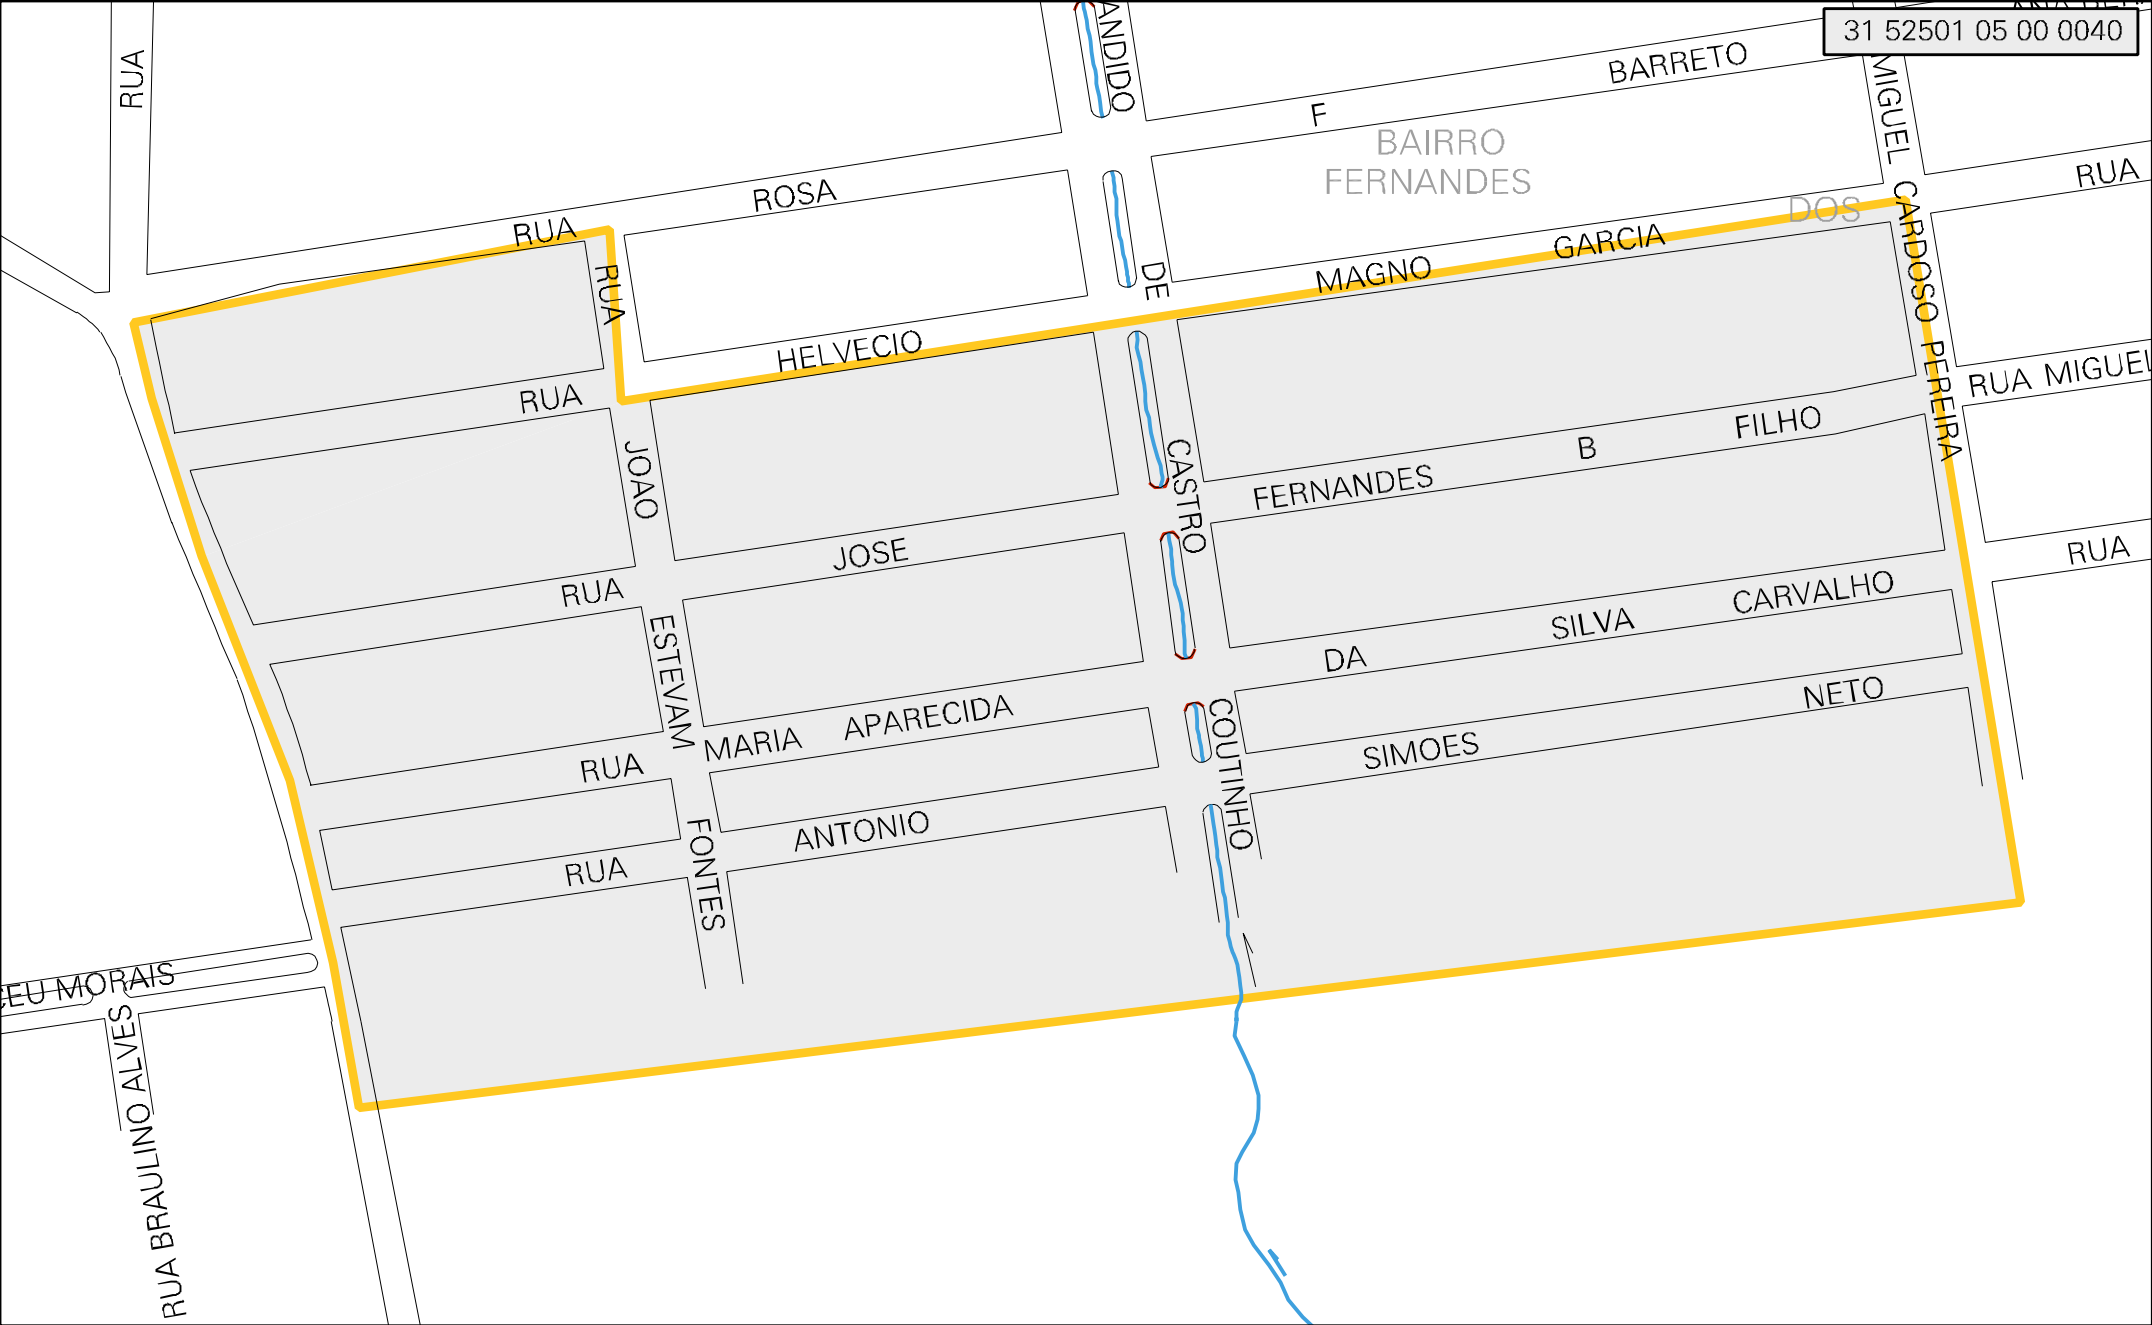 31 52501 05 00 0040
RUA
ANDIDO
MIGUEL CARDOSO PEREIRA
F BARRETO
BAIRRO
FERNANDES
DOS
RUA ROSA
RUA
RUA JOAO ESTEVAM FONTES
DE CASTRO COUTINHO
RUA HELVECIO MAGNO GARCIA
RUA MIGUEL
RUA JOSE FERNANDES B FILHO
RUA
RUA MARIA APARECIDA DA SILVA CARVALHO
RUA ANTONIO SIMOES NETO
CEU MORAIS
RUA BRAULINO ALVES